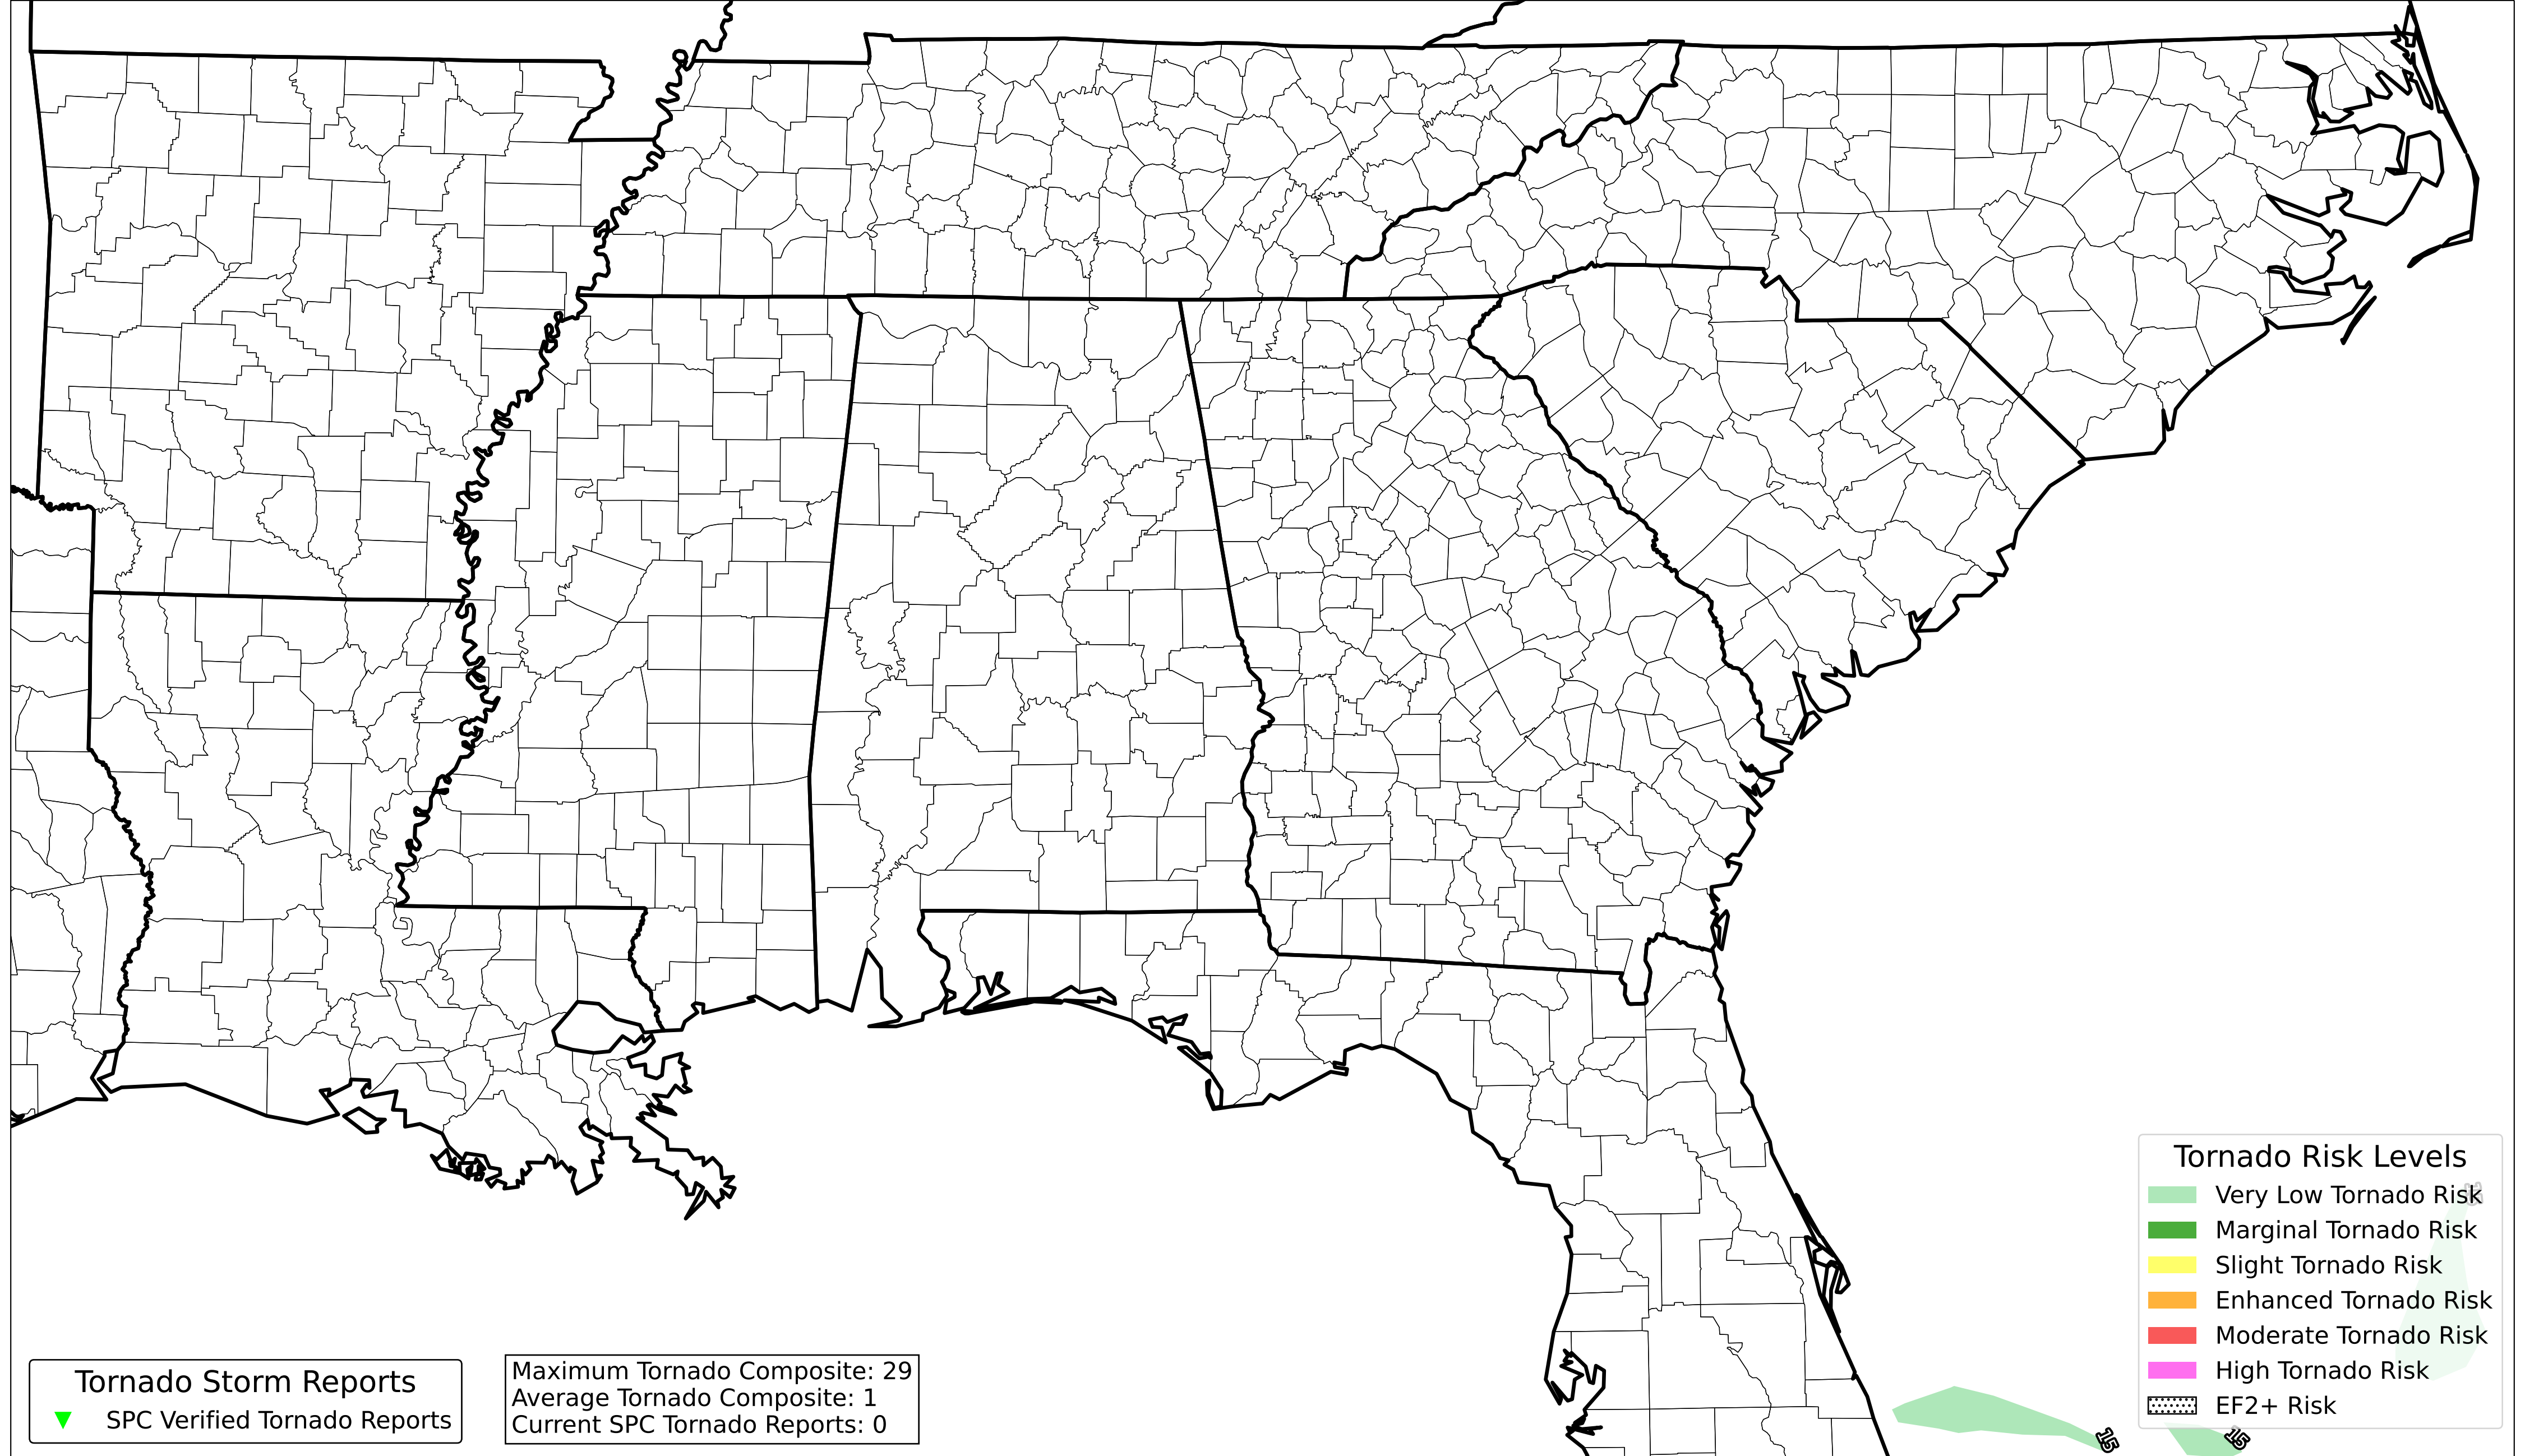 Tornado Risk Levels
Very Low Tornado Risk
Marginal Tornado Risk
Slight Tornado Risk
Enhanced Tornado Risk
Moderate Tornado Risk
High Tornado Risk
EF2+ Risk
Tornado Storm Reports
SPC Verified Tornado Reports
Maximum Tornado Composite: 29
Average Tornado Composite: 1
Current SPC Tornado Reports: 0
15
15